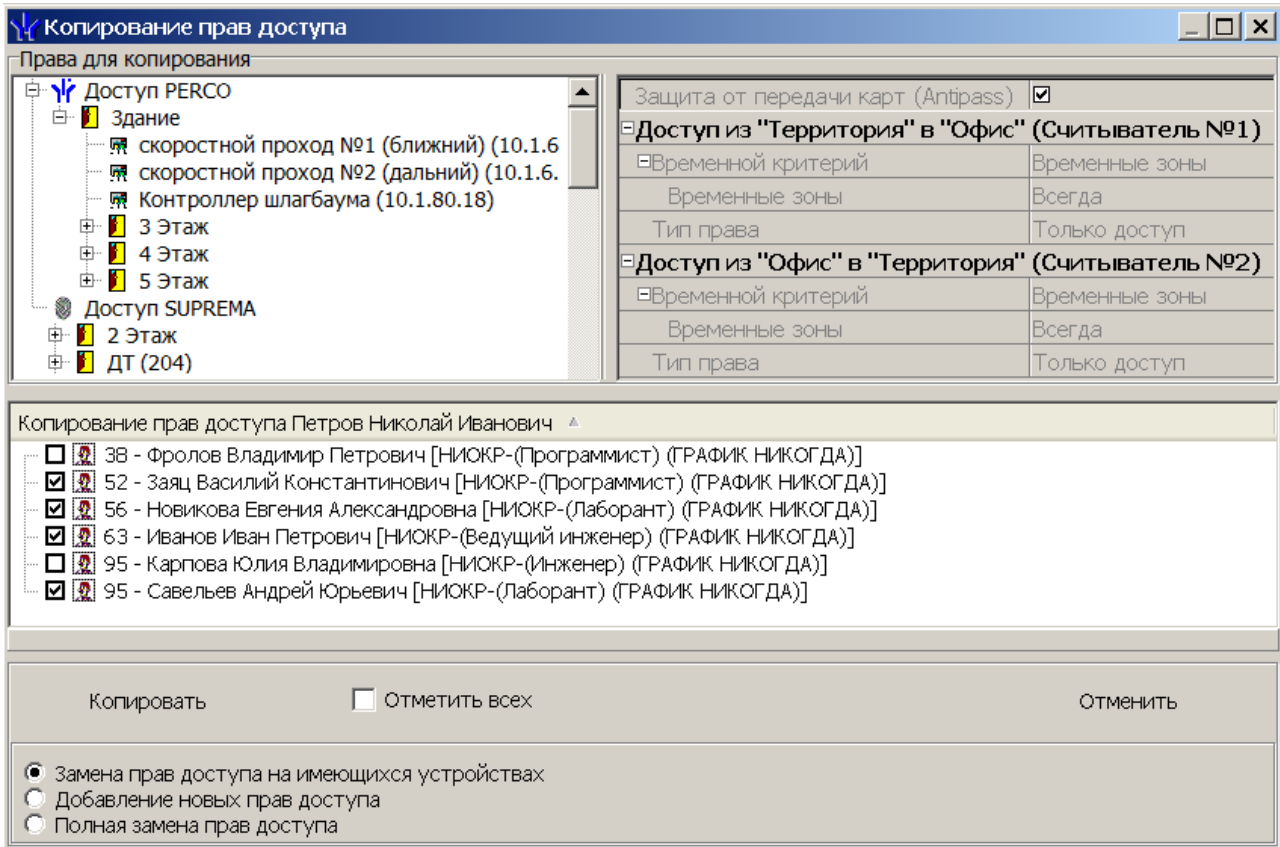 Копирование прав доступа
Права для копирования
Доступ PERCO
Здание
скоростной проход №1 (ближний) (10.1.6
скоростной проход №2 (дальний) (10.1.6.
Контроллер шлагбаума (10.1.80.18)
3 Этаж
4 Этаж
5 Этаж
Доступ SUPREMA
2 Этаж
ДТ (204)
Защита от передачи карт (Antipass)
Доступ из "Территория" в "Офис" (Считыватель №1)
Временной критерий Временные зоны
Временные зоны Всегда
Тип права Только доступ
Доступ из "Офис" в "Территория" (Считыватель №2)
Временной критерий Временные зоны
Временные зоны Всегда
Тип права Только доступ
Копирование прав доступа Петров Николай Иванович
38 - Фролов Владимир Петрович [НИОКР-(Программист) (ГРАФИК НИКОГДА)]
52 - Заяц Василий Константинович [НИОКР-(Программист) (ГРАФИК НИКОГДА)]
56 - Новикова Евгения Александровна [НИОКР-(Лаборант) (ГРАФИК НИКОГДА)]
63 - Иванов Иван Петрович [НИОКР-(Ведущий инженер) (ГРАФИК НИКОГДА)]
95 - Карпова Юлия Владимировна [НИОКР-(Инженер) (ГРАФИК НИКОГДА)]
95 - Савельев Андрей Юрьевич [НИОКР-(Лаборант) (ГРАФИК НИКОГДА)]
Копировать Отметить всех Отменить
Замена прав доступа на имеющихся устройствах
Добавление новых прав доступа
Полная замена прав доступа